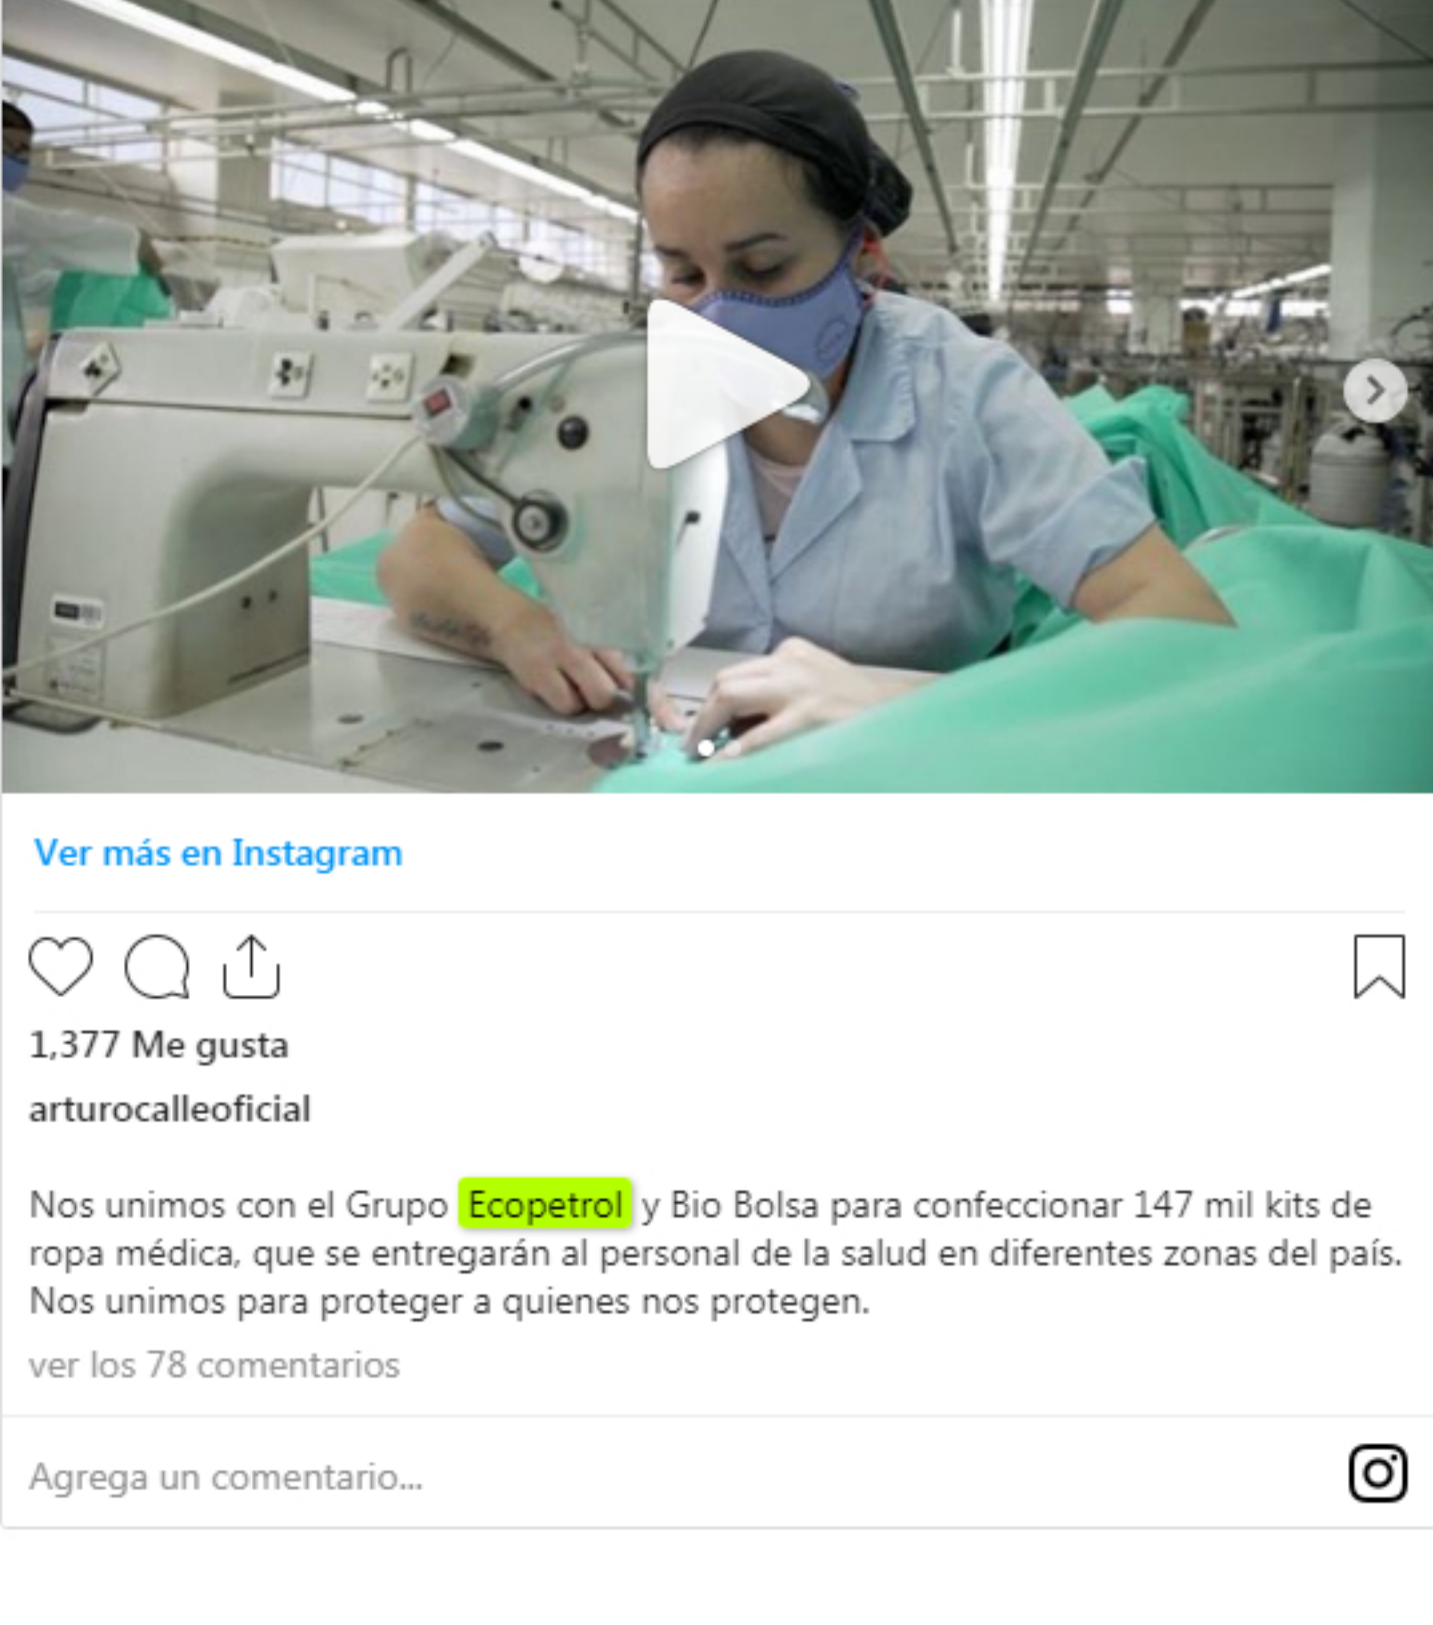 Ver más en Instagram
1,377 Me gusta
arturocalleoficial
Nos unimos con el Grupo Ecopetrol y Bio Bolsa para confeccionar 147 mil kits de
ropa médica, que se entregarán al personal de la salud en diferentes zonas del país.
Nos unimos para proteger a quienes nos protegen.
ver los 78 comentarios
Agrega un comentario...